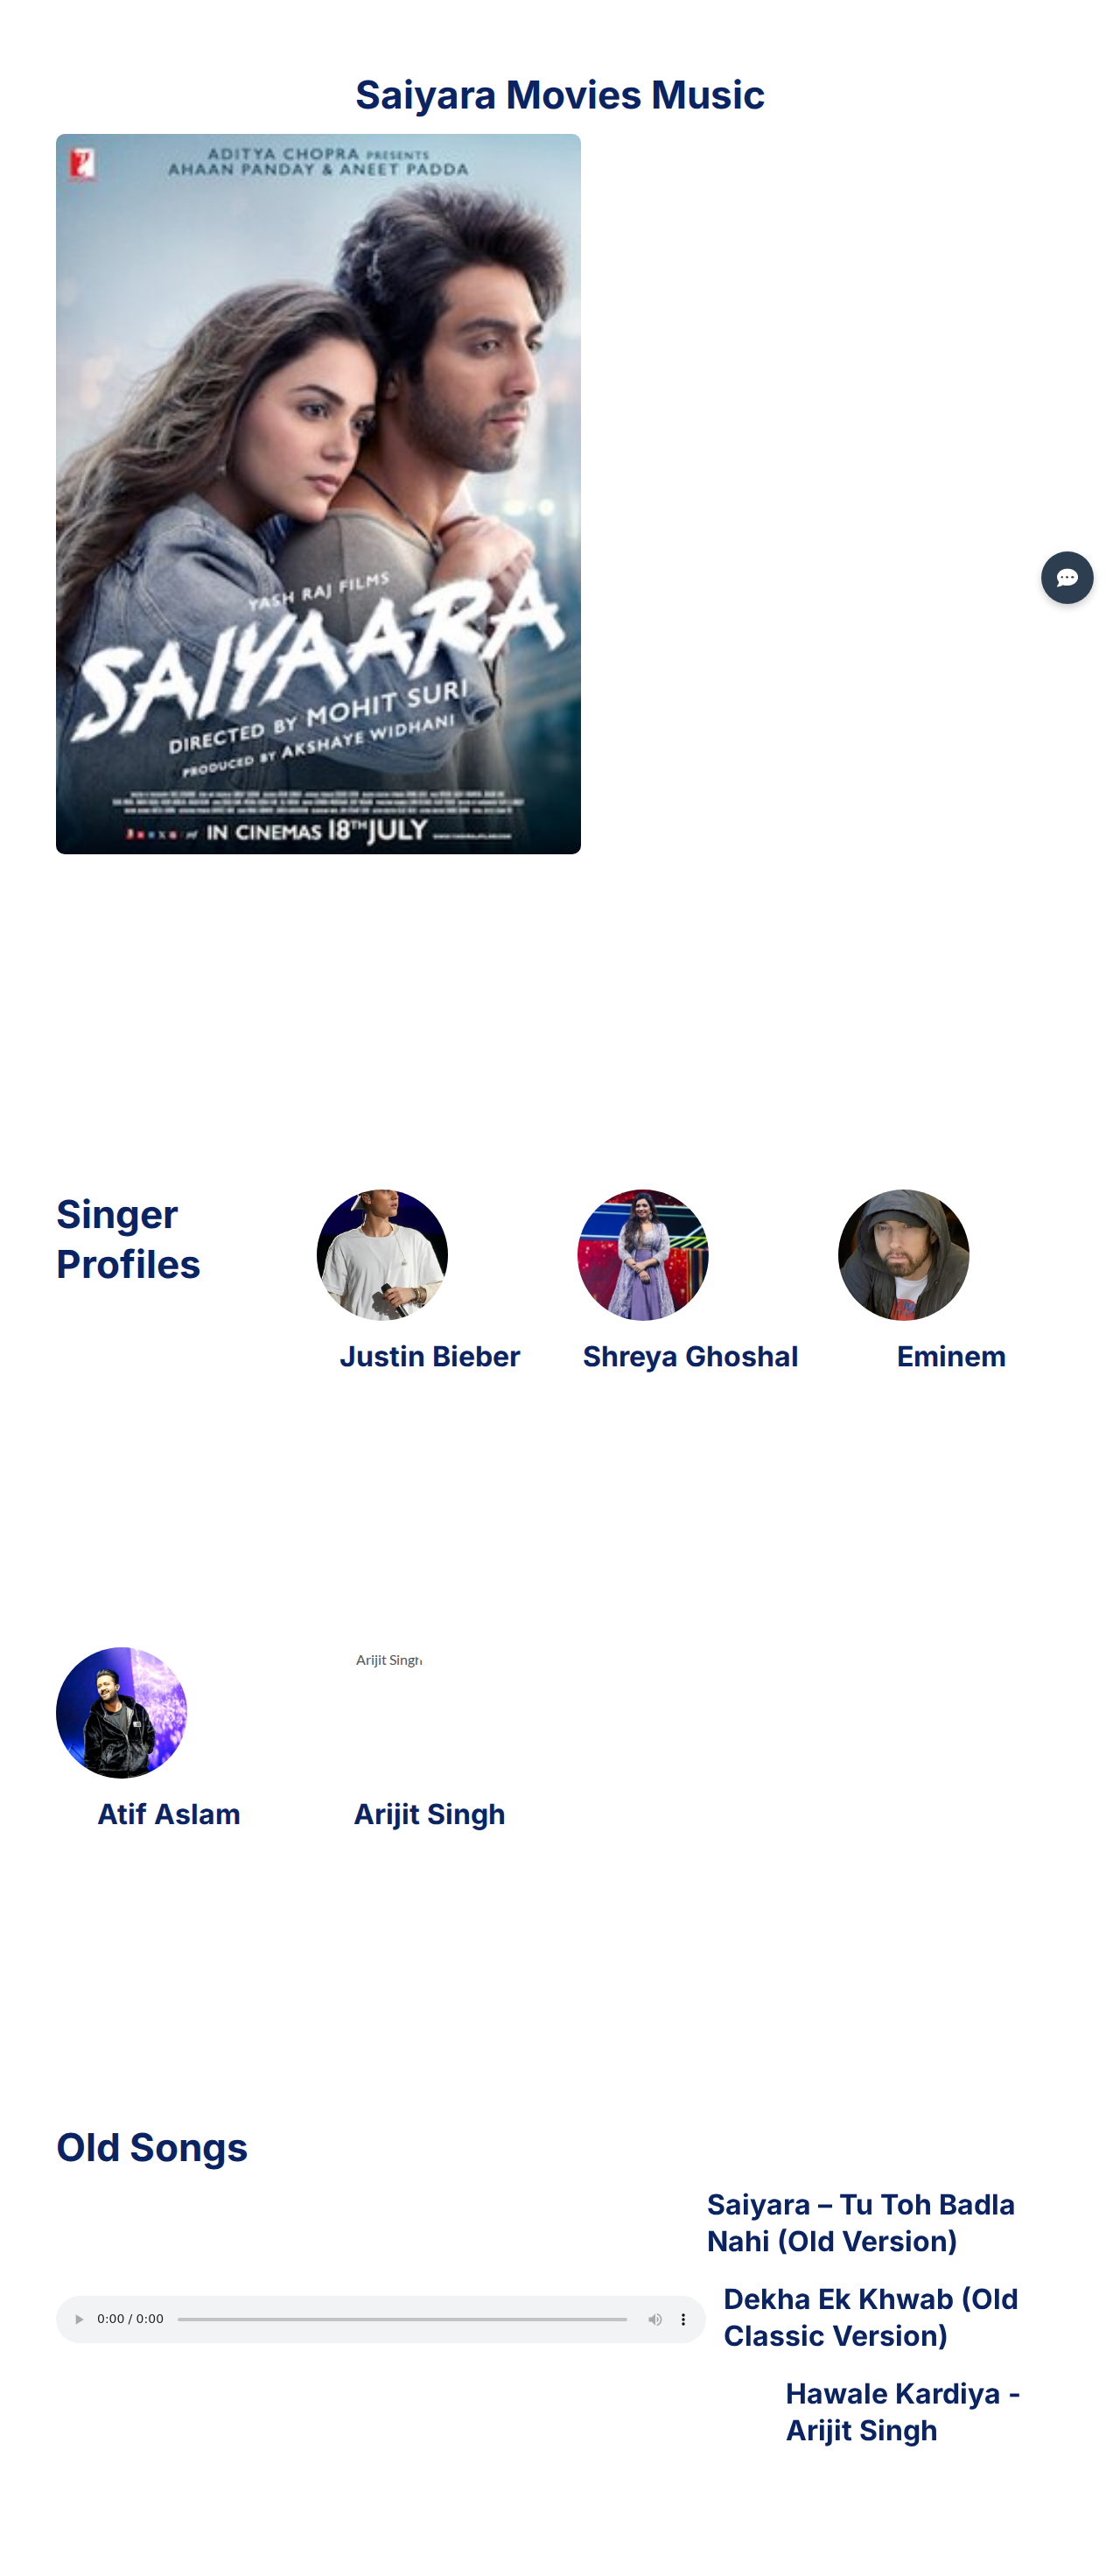 Saiyara Movies Music
ADITYA CHOPRA PRESENTS
AHAAN PANDAY & ANEET PADDA
YASH RAJ FILMS
SAIYAARA
DIRECTED BY MOHIT SURI
PRODUCED BY AKSHAYE WIDHANI
IN CINEMAS 18TH JULY
Singer
Profiles
Justin Bieber
Shreya Ghoshal
Eminem
Arijit Singh
Atif Aslam
Arijit Singh
Old Songs
Saiyara – Tu Toh Badla
Nahi (Old Version)
0:00 / 0:00
Dekha Ek Khwab (Old
Classic Version)
Hawale Kardiya -
Arijit Singh